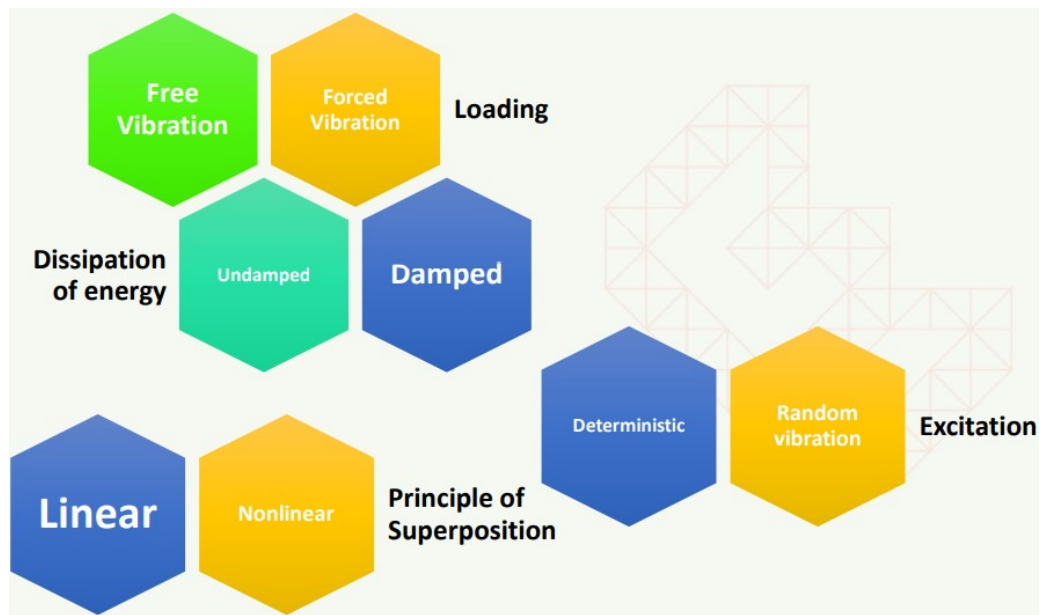 Free
Vibration
Forced
Vibration
Loading
Dissipation
of energy
Undamped
Damped
Deterministic
Random
vibration
Excitation
Linear
Nonlinear
Principle of
Superposition